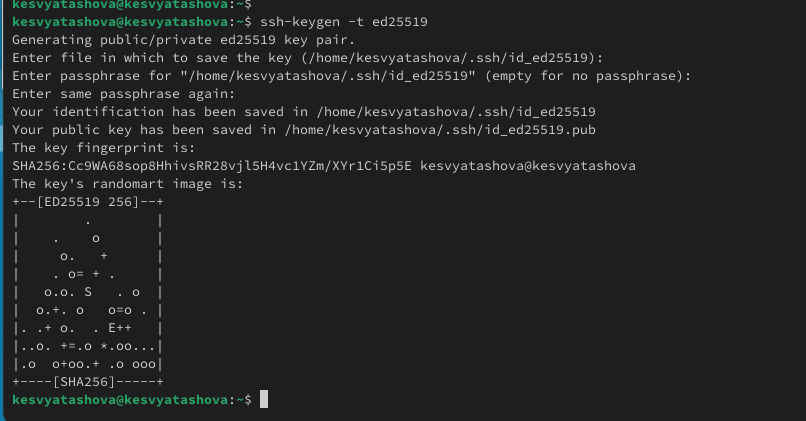 kesvyatashova@kesvyatashova:~$
kesvyatashova@kesvyatashova:~$ ssh-keygen -t ed25519
Generating public/private ed25519 key pair.
Enter file in which to save the key (/home/kesvyatashova/.ssh/id_ed25519):
Enter passphrase for "/home/kesvyatashova/.ssh/id_ed25519" (empty for no passphrase):
Enter same passphrase again:
Your identification has been saved in /home/kesvyatashova/.ssh/id_ed25519
Your public key has been saved in /home/kesvyatashova/.ssh/id_ed25519.pub
The key fingerprint is:
SHA256:Cc9WA68sop8HhivsRR28vjl5H4vc1YZm/XYr1Ci5p5E kesvyatashova@kesvyatashova
The key's randomart image is:
+--[ED25519 256]--+
|        .        |
|    .    o       |
|     o.   +      |
|    . o= + .     |
|   o.o. S   . o  |
|  o.+. o   o=o . |
|. .+ o.  . E++   |
|..o. +=.o *.oo...|
|.o  o+oo.+ .o ooo|
+----[SHA256]-----+
kesvyatashova@kesvyatashova:~$